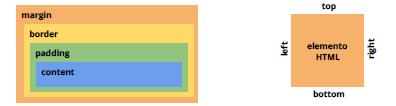 margin
border
padding
content
top
left
elemento
HTML
right
bottom